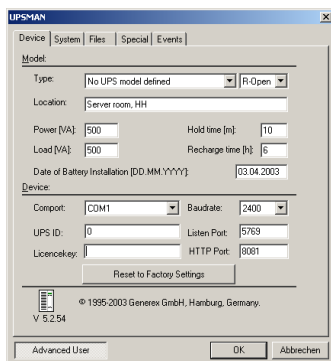 UPSMAN
Device System Files Special Events
Model:
Type: No UPS model defined R-Open
Location: Server room, HH
Power [VA]: 500 Hold time [m]: 10
Load [VA]: 500 Recharge time [h]: 6
Date of Battery Installation [DD.MM.YYYY]: 03.04.2003
Device:
Comport: COM1 Baudrate: 2400
UPS ID: 0 Listen Port: 5769
Licencekey: HTTP Port: 8081
Reset to Factory Settings
© 1995-2003 Generex GmbH, Hamburg, Germany.
V 5.2.54
Advanced User OK Abbrechen